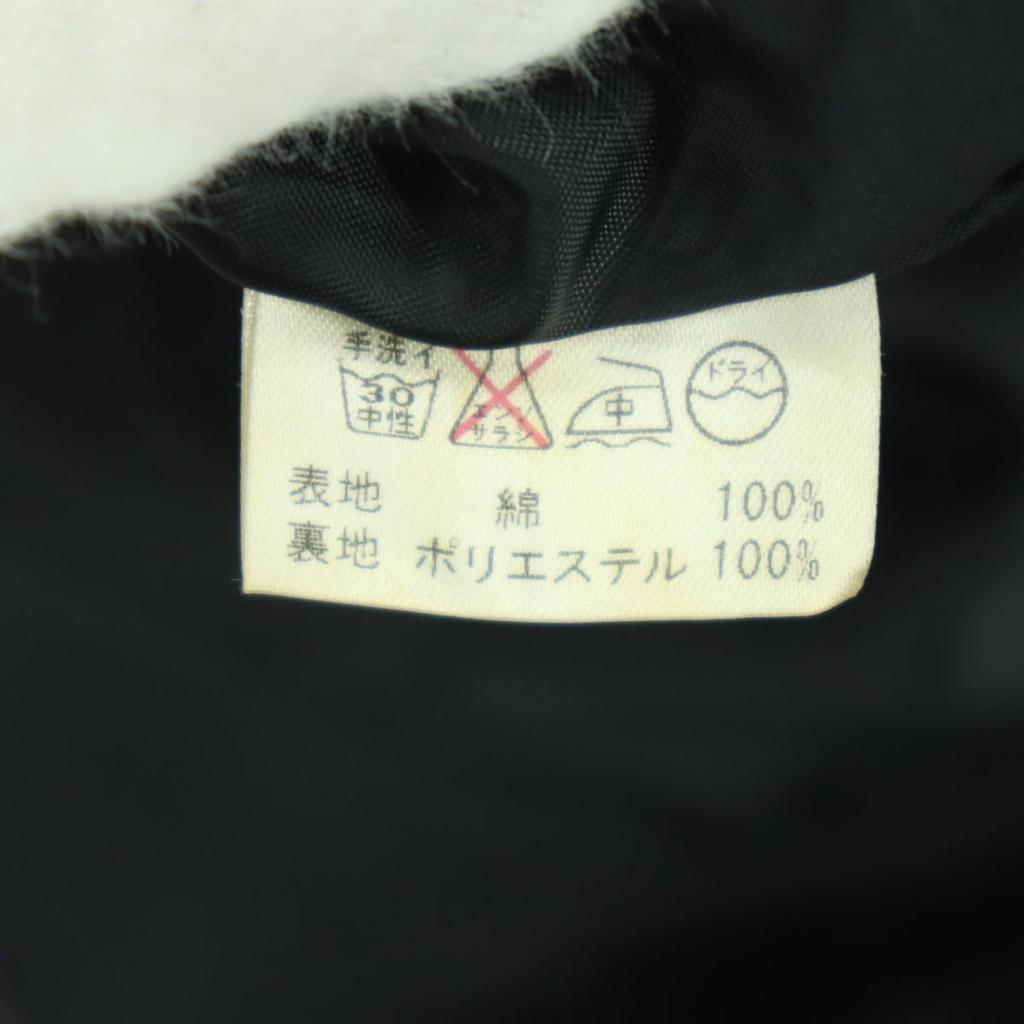 手洗イ
30
中性
エンソ
サラシ
中
ドライ
表地 綿 100%
裏地 ポリエステル 100%